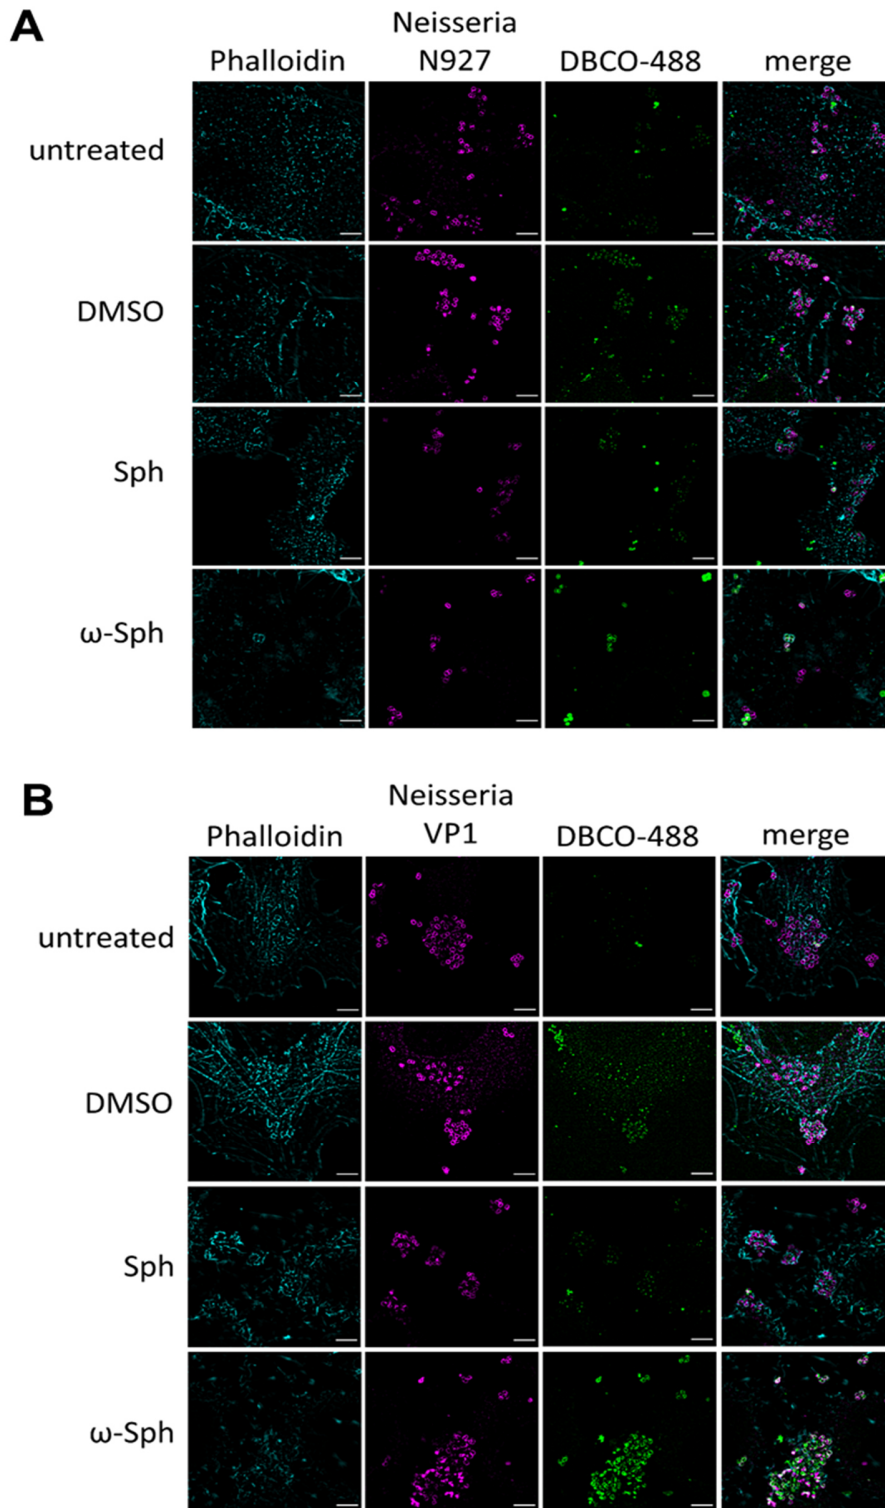 A
Neisseria
Phalloidin N927 DBCO-488 merge
untreated
DMSO
Sph
ω-Sph
B
Neisseria
Phalloidin VP1 DBCO-488 merge
untreated
DMSO
Sph
ω-Sph